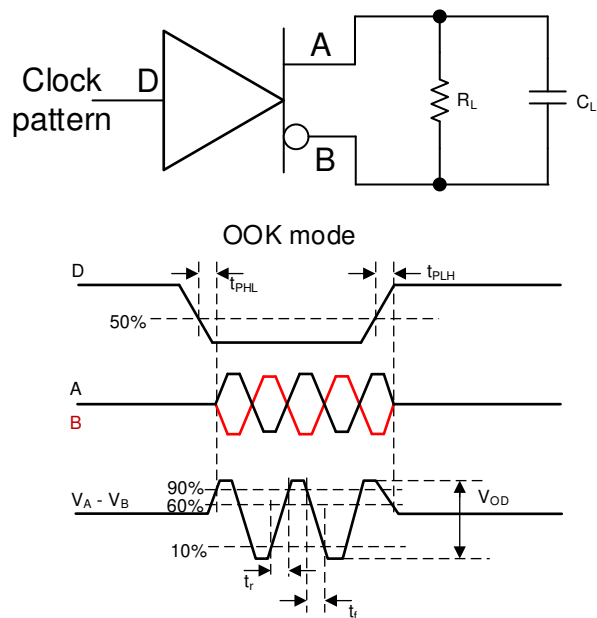 A
Clock D
pattern
R_L
C_L
B
OOK mode
D
t_PHL
t_PLH
50%
A
B
90%
V_A - V_B
60%
V_OD
10%
t_r
t_f